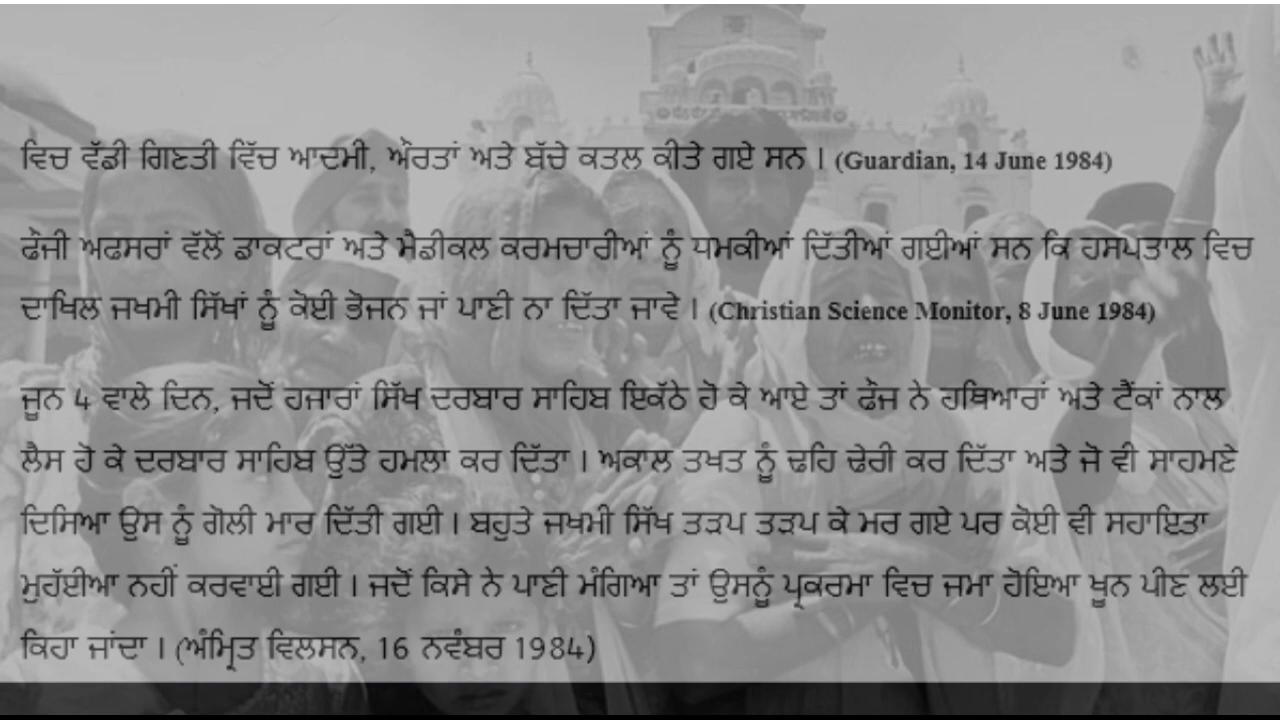 ਵਿਚ ਵੱਡੀ ਗਿਣਤੀ ਵਿੱਚ ਆਦਮੀ, ਔਰਤਾਂ ਅਤੇ ਬੱਚੇ ਕਤਲ ਕੀਤੇ ਗਏ ਸਨ । (Guardian, 14 June 1984)
ਫੌਜੀ ਅਫਸਰਾਂ ਵੱਲੋਂ ਡਾਕਟਰਾਂ ਅਤੇ ਮੈਡੀਕਲ ਕਰਮਚਾਰੀਆਂ ਨੂੰ ਧਮਕੀਆਂ ਦਿੱਤੀਆਂ ਗਈਆਂ ਸਨ ਕਿ ਹਸਪਤਾਲ ਵਿਚ
ਦਾਖਿਲ ਜਖਮੀ ਸਿੱਖਾਂ ਨੂੰ ਕੋਈ ਭੋਜਨ ਜਾਂ ਪਾਣੀ ਨਾ ਦਿੱਤਾ ਜਾਵੇ । (Christian Science Monitor, 8 June 1984)
ਜੂਨ 4 ਵਾਲੇ ਦਿਨ, ਜਦੋਂ ਹਜਾਰਾਂ ਸਿੱਖ ਦਰਬਾਰ ਸਾਹਿਬ ਇਕੱਠੇ ਹੋ ਕੇ ਆਏ ਤਾਂ ਫੌਜ ਨੇ ਹਥਿਆਰਾਂ ਅਤੇ ਟੈਂਕਾਂ ਨਾਲ
ਲੈਸ ਹੋ ਕੇ ਦਰਬਾਰ ਸਾਹਿਬ ਉੱਤੇ ਹਮਲਾ ਕਰ ਦਿੱਤਾ । ਅਕਾਲ ਤਖਤ ਨੂੰ ਢਹਿ ਢੇਰੀ ਕਰ ਦਿੱਤਾ ਅਤੇ ਜੋ ਵੀ ਸਾਹਮਣੇ
ਦਿਸਿਆ ਉਸ ਨੂੰ ਗੋਲੀ ਮਾਰ ਦਿੱਤੀ ਗਈ । ਬਹੁਤੇ ਜਖਮੀ ਸਿੱਖ ਤੜਪ ਤੜਪ ਕੇ ਮਰ ਗਏ ਪਰ ਕੋਈ ਵੀ ਸਹਾਇਤਾ
ਮੁਹੱਈਆ ਨਹੀਂ ਕਰਵਾਈ ਗਈ । ਜਦੋਂ ਕਿਸੇ ਨੇ ਪਾਣੀ ਮੰਗਿਆ ਤਾਂ ਉਸਨੂੰ ਪ੍ਰਕਰਮਾ ਵਿਚ ਜਮਾ ਹੋਇਆ ਖੂਨ ਪੀਣ ਲਈ
ਕਿਹਾ ਜਾਂਦਾ । (ਅੰਮ੍ਰਿਤ ਵਿਲਸਨ, 16 ਨਵੰਬਰ 1984)